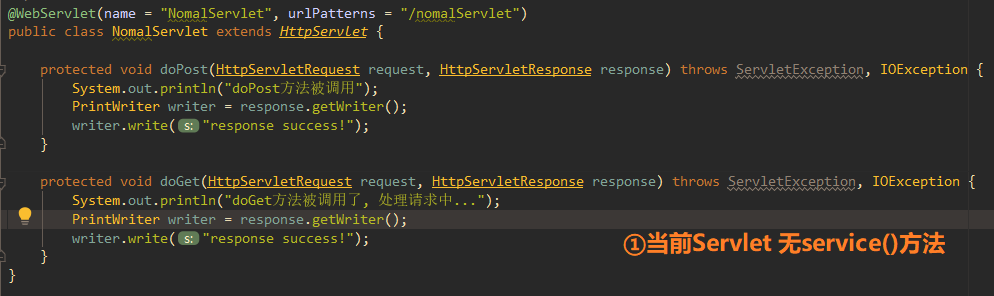 @WebServlet(name = "NomalServlet", urlPatterns = "/nomalServlet")
public class NomalServlet extends HttpServlet {
protected void doPost(HttpServletRequest request, HttpServletResponse response) throws ServletException, IOException {
System.out.println("doPost方法被调用");
PrintWriter writer = response.getWriter();
writer.write( s: "response success!");
}
protected void doGet(HttpServletRequest request, HttpServletResponse response) throws ServletException, IOException {
System.out.println("doGet方法被调用了, 处理请求中...");
PrintWriter writer = response.getWriter();
writer.write( s: "response success!");
①当前Servlet 无service()方法
}
}